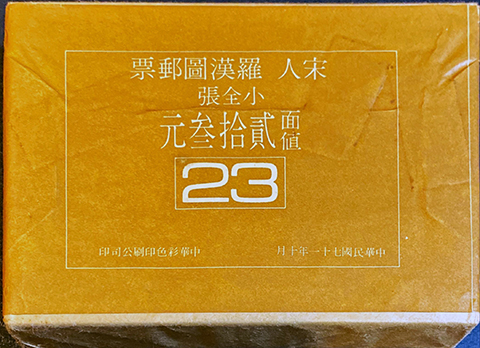 宋人 羅漢圖郵票
小全張
面值貳拾叁元
23
中華民國七十一年十月
中華彩色印刷公司印